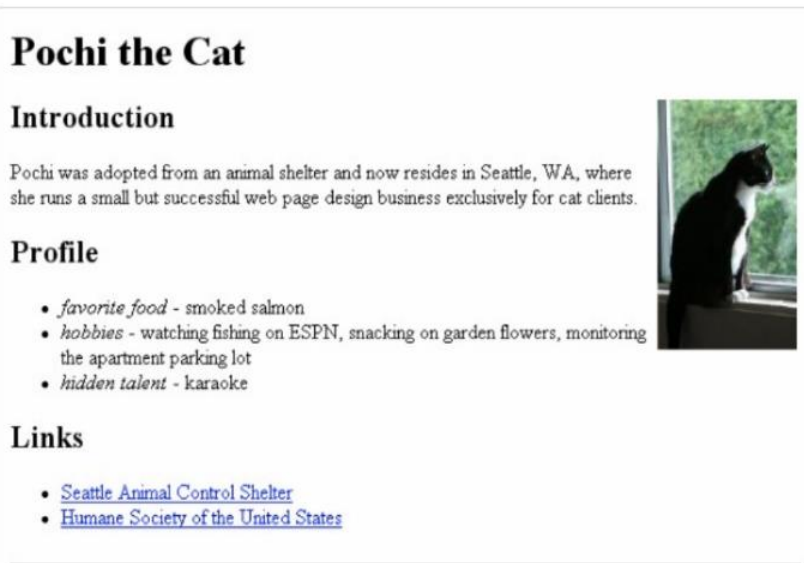 Pochi the Cat
Introduction
Pochi was adopted from an animal shelter and now resides in Seattle, WA, where
she runs a small but successful web page design business exclusively for cat clients.
Profile
• favorite food - smoked salmon
• hobbies - watching fishing on ESPN, snacking on garden flowers, monitoring
the apartment parking lot
• hidden talent - karaoke
Links
• Seattle Animal Control Shelter
• Humane Society of the United States